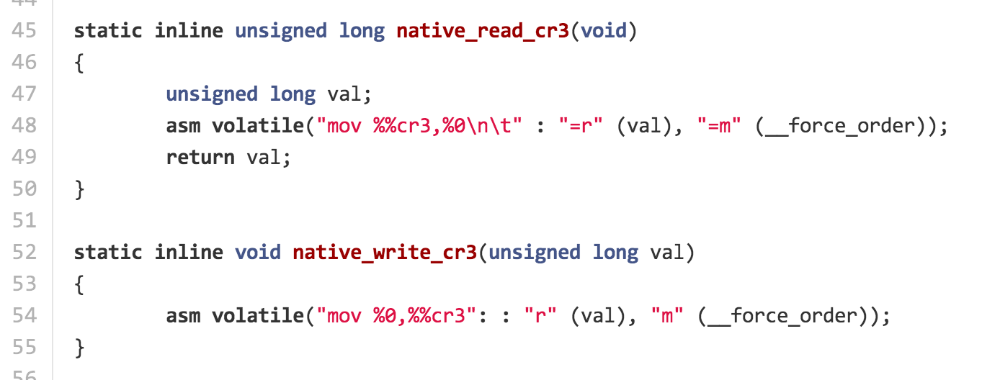 44
45 static inline unsigned long native_read_cr3(void)
46 {
47 unsigned long val;
48 asm volatile("mov %%cr3,%0\n\t" : "=r" (val), "=m" (__force_order));
49 return val;
50 }
51
52 static inline void native_write_cr3(unsigned long val)
53 {
54 asm volatile("mov %0,%%cr3": : "r" (val), "m" (__force_order));
55 }
56